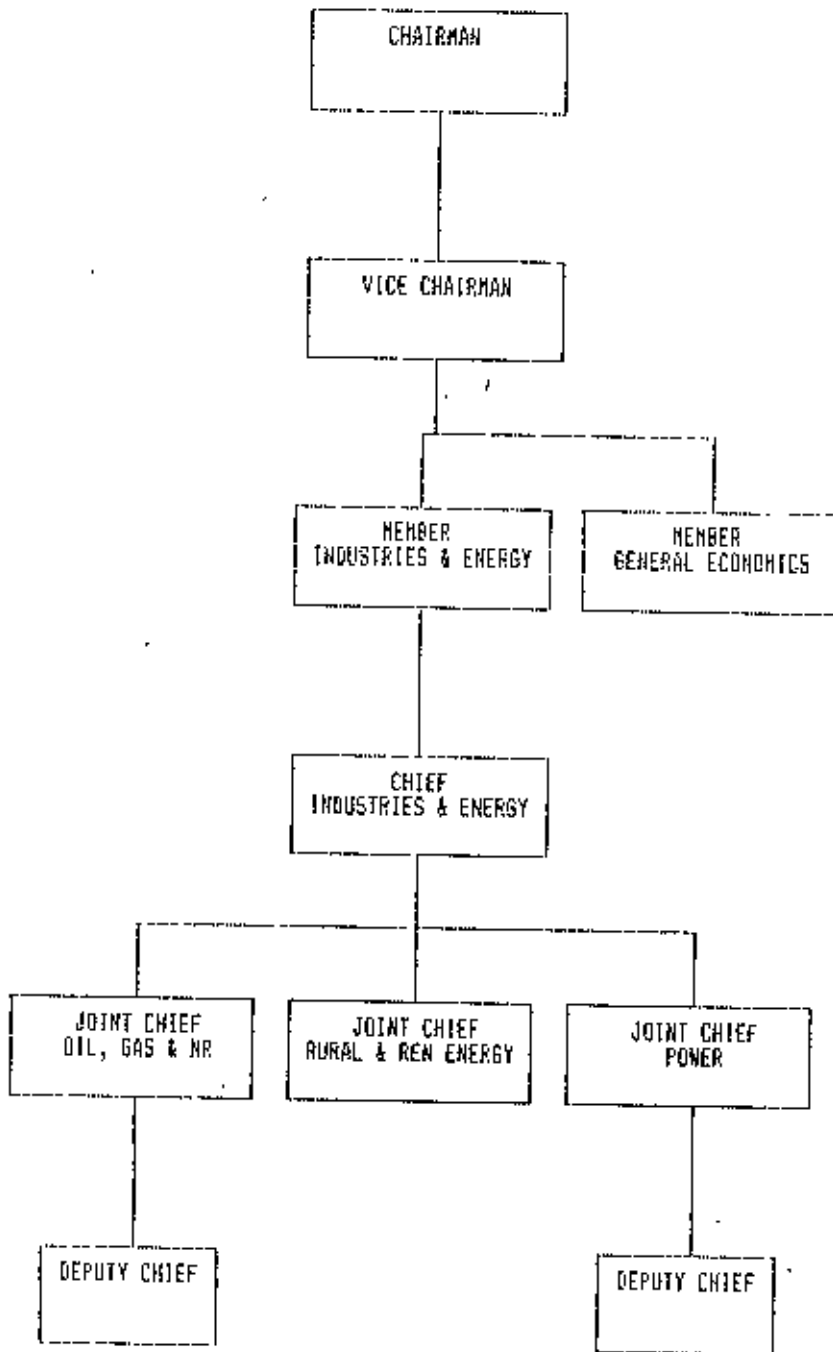 CHAIRMAN
VICE CHAIRMAN
MEMBER
INDUSTRIES & ENERGY
MEMBER
GENERAL ECONOMICS
CHIEF
INDUSTRIES & ENERGY
JOINT CHIEF
OIL, GAS & NR
JOINT CHIEF
RURAL & REN ENERGY
JOINT CHIEF
POWER
DEPUTY CHIEF
DEPUTY CHIEF